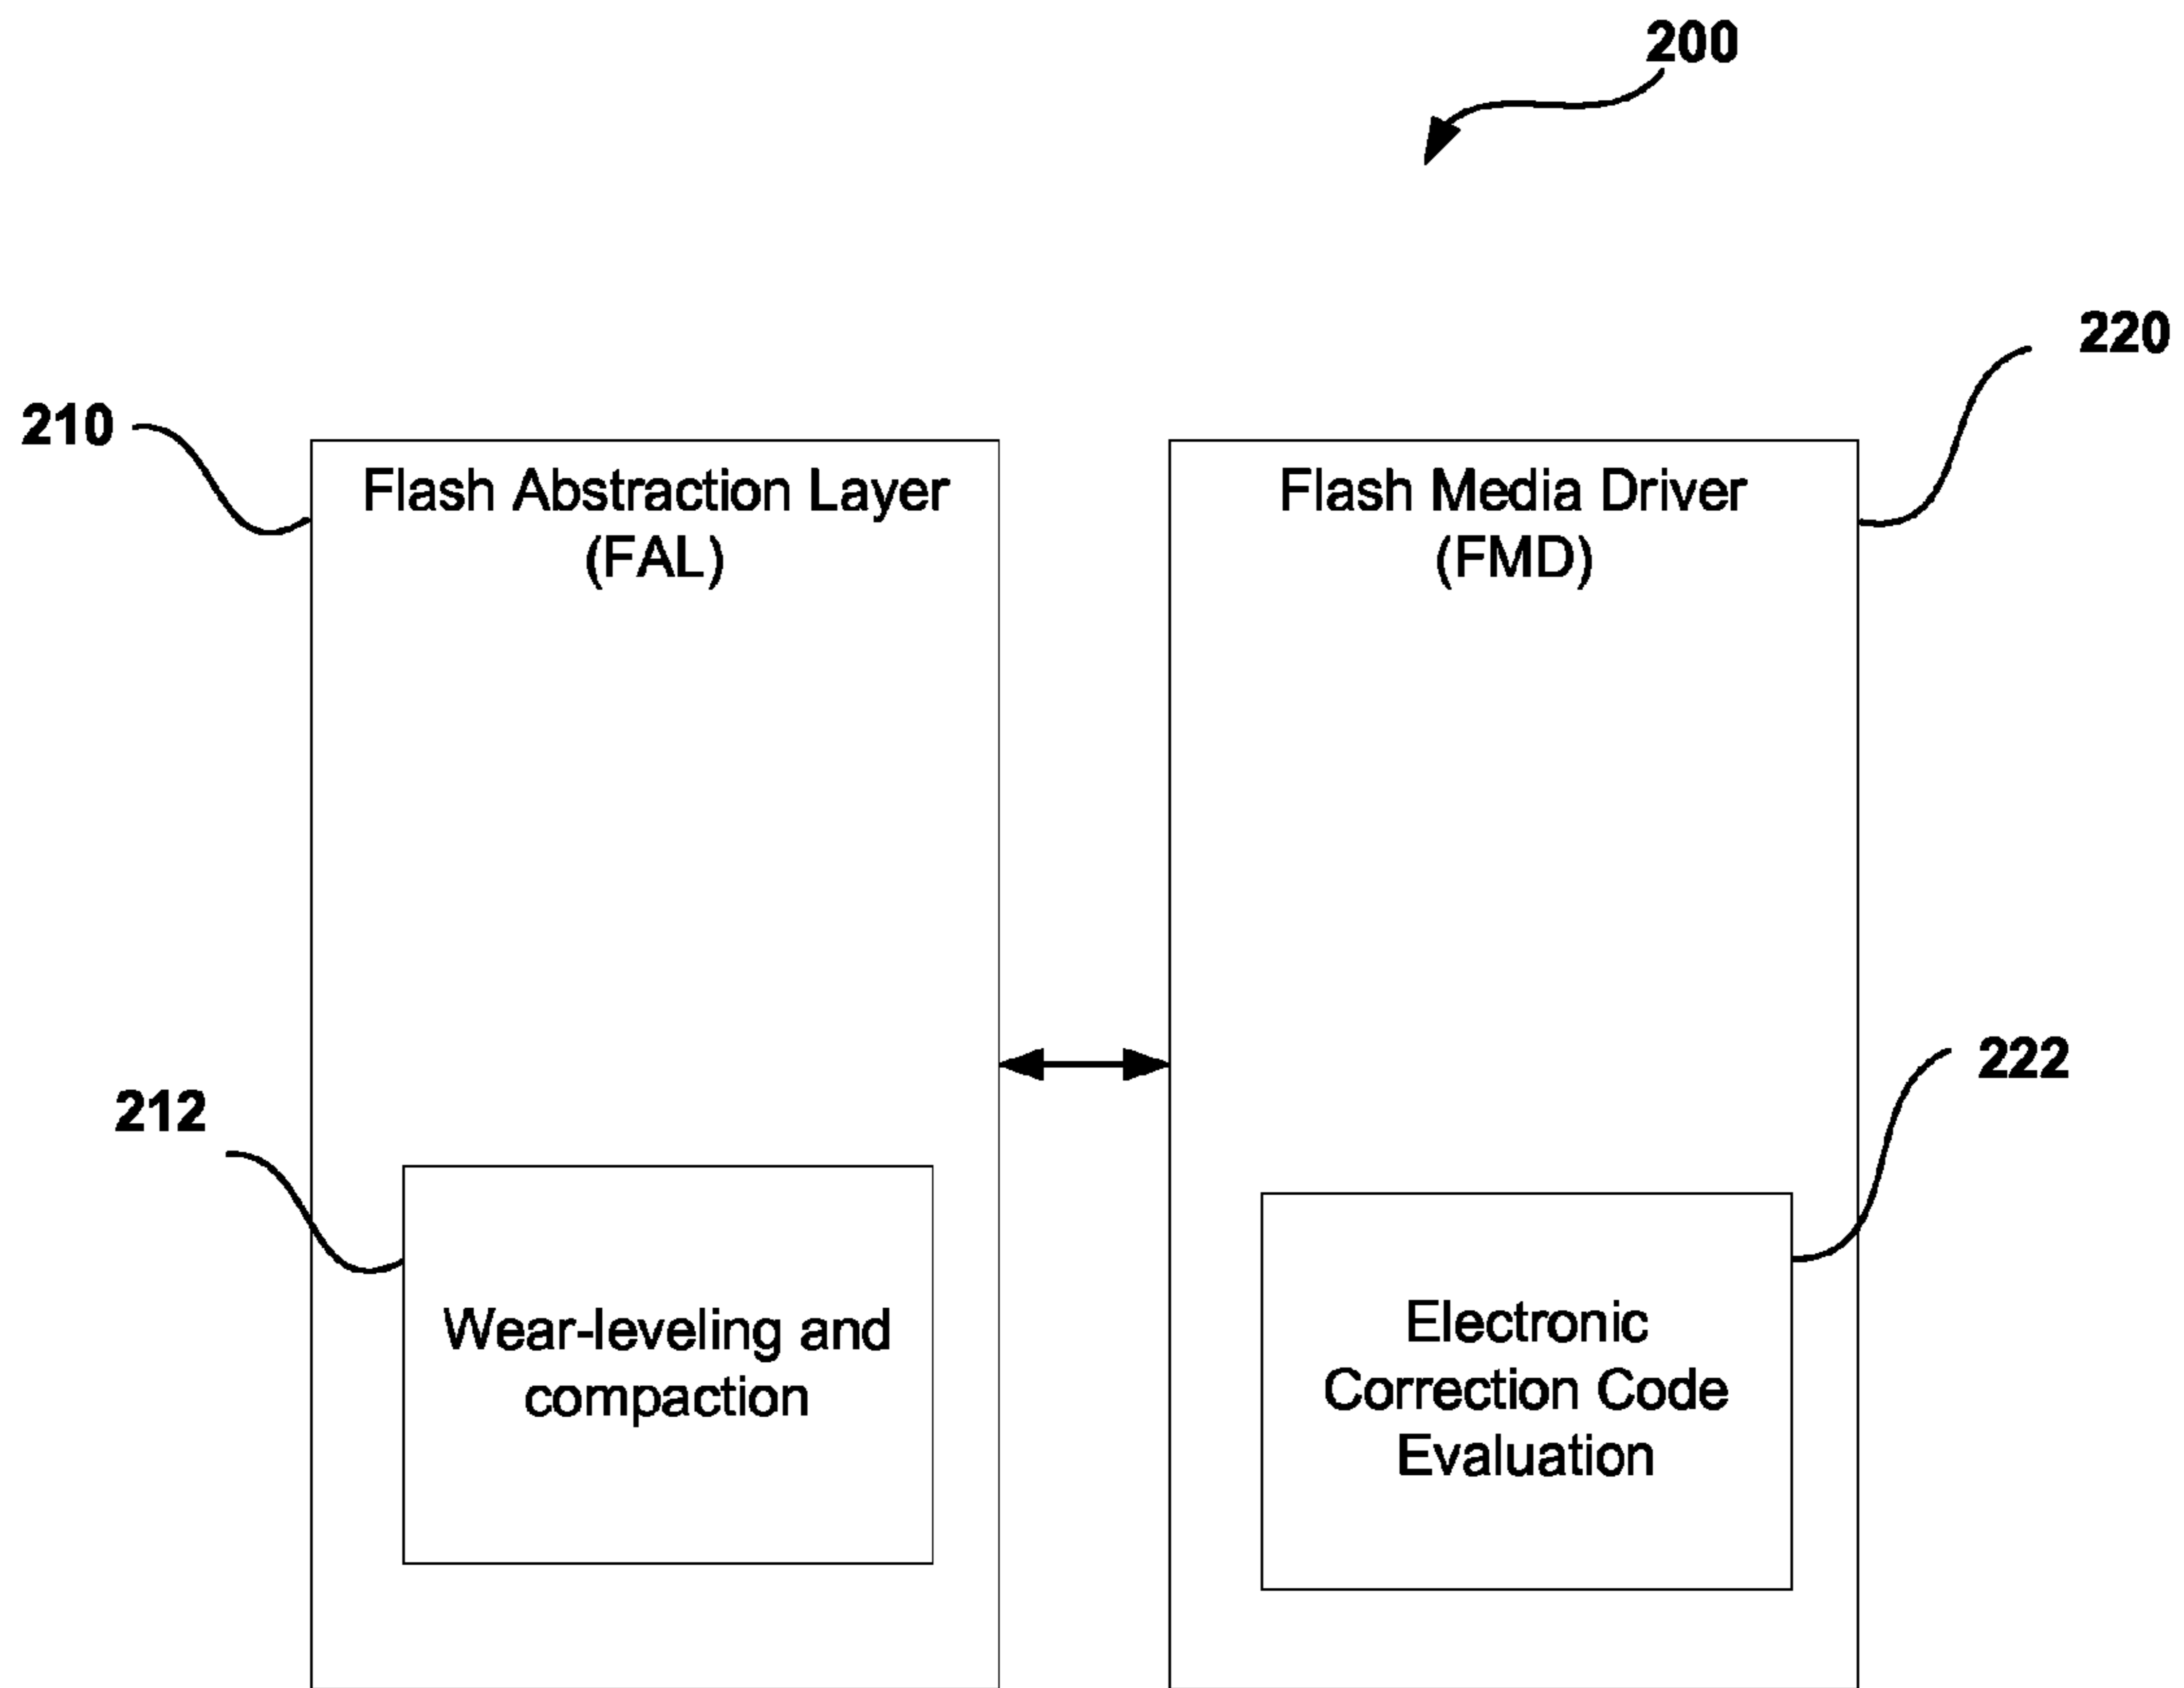 200
220
210
Flash Abstraction Layer
(FAL)
Flash Media Driver
(FMD)
212
222
Wear-leveling and
compaction
Electronic
Correction Code
Evaluation